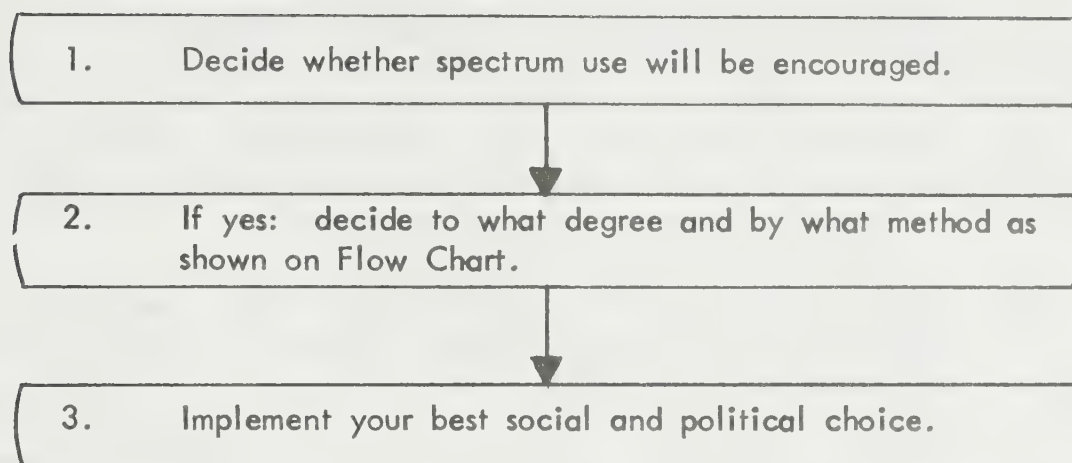 1. Decide whether spectrum use will be encouraged.
2. If yes: decide to what degree and by what method as
shown on Flow Chart.
3. Implement your best social and political choice.